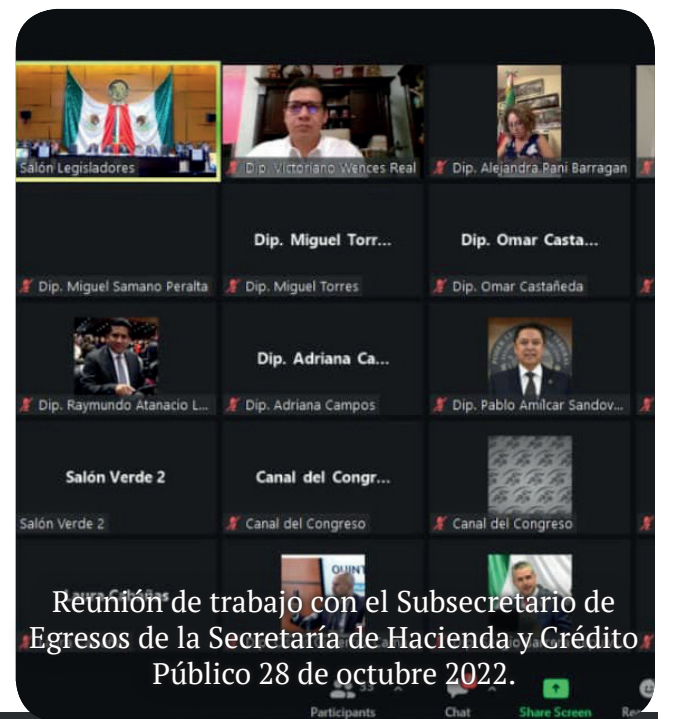 Salón Legisladores
Dip. Victoriano Wences Real
Dip. Alejandra Pani Barragan
Dip. Miguel Torr...
Dip. Omar Casta...
Dip. Miguel Samano Peralta
Dip. Miguel Torres
Dip. Omar Castañeda
Dip. Adriana Ca...
Dip. Raymundo Atanacio L...
Dip. Adriana Campos
Dip. Pablo Amílcar Sandov...
Salón Verde 2
Canal del Congr...
Salón Verde 2
Canal del Congreso
Canal del Congreso
QUINT
Reunión de trabajo con el Subsecretario de
Egresos de la Secretaría de Hacienda y Crédito
Público 28 de octubre 2022.
33
Participants
Chat
Share Screen